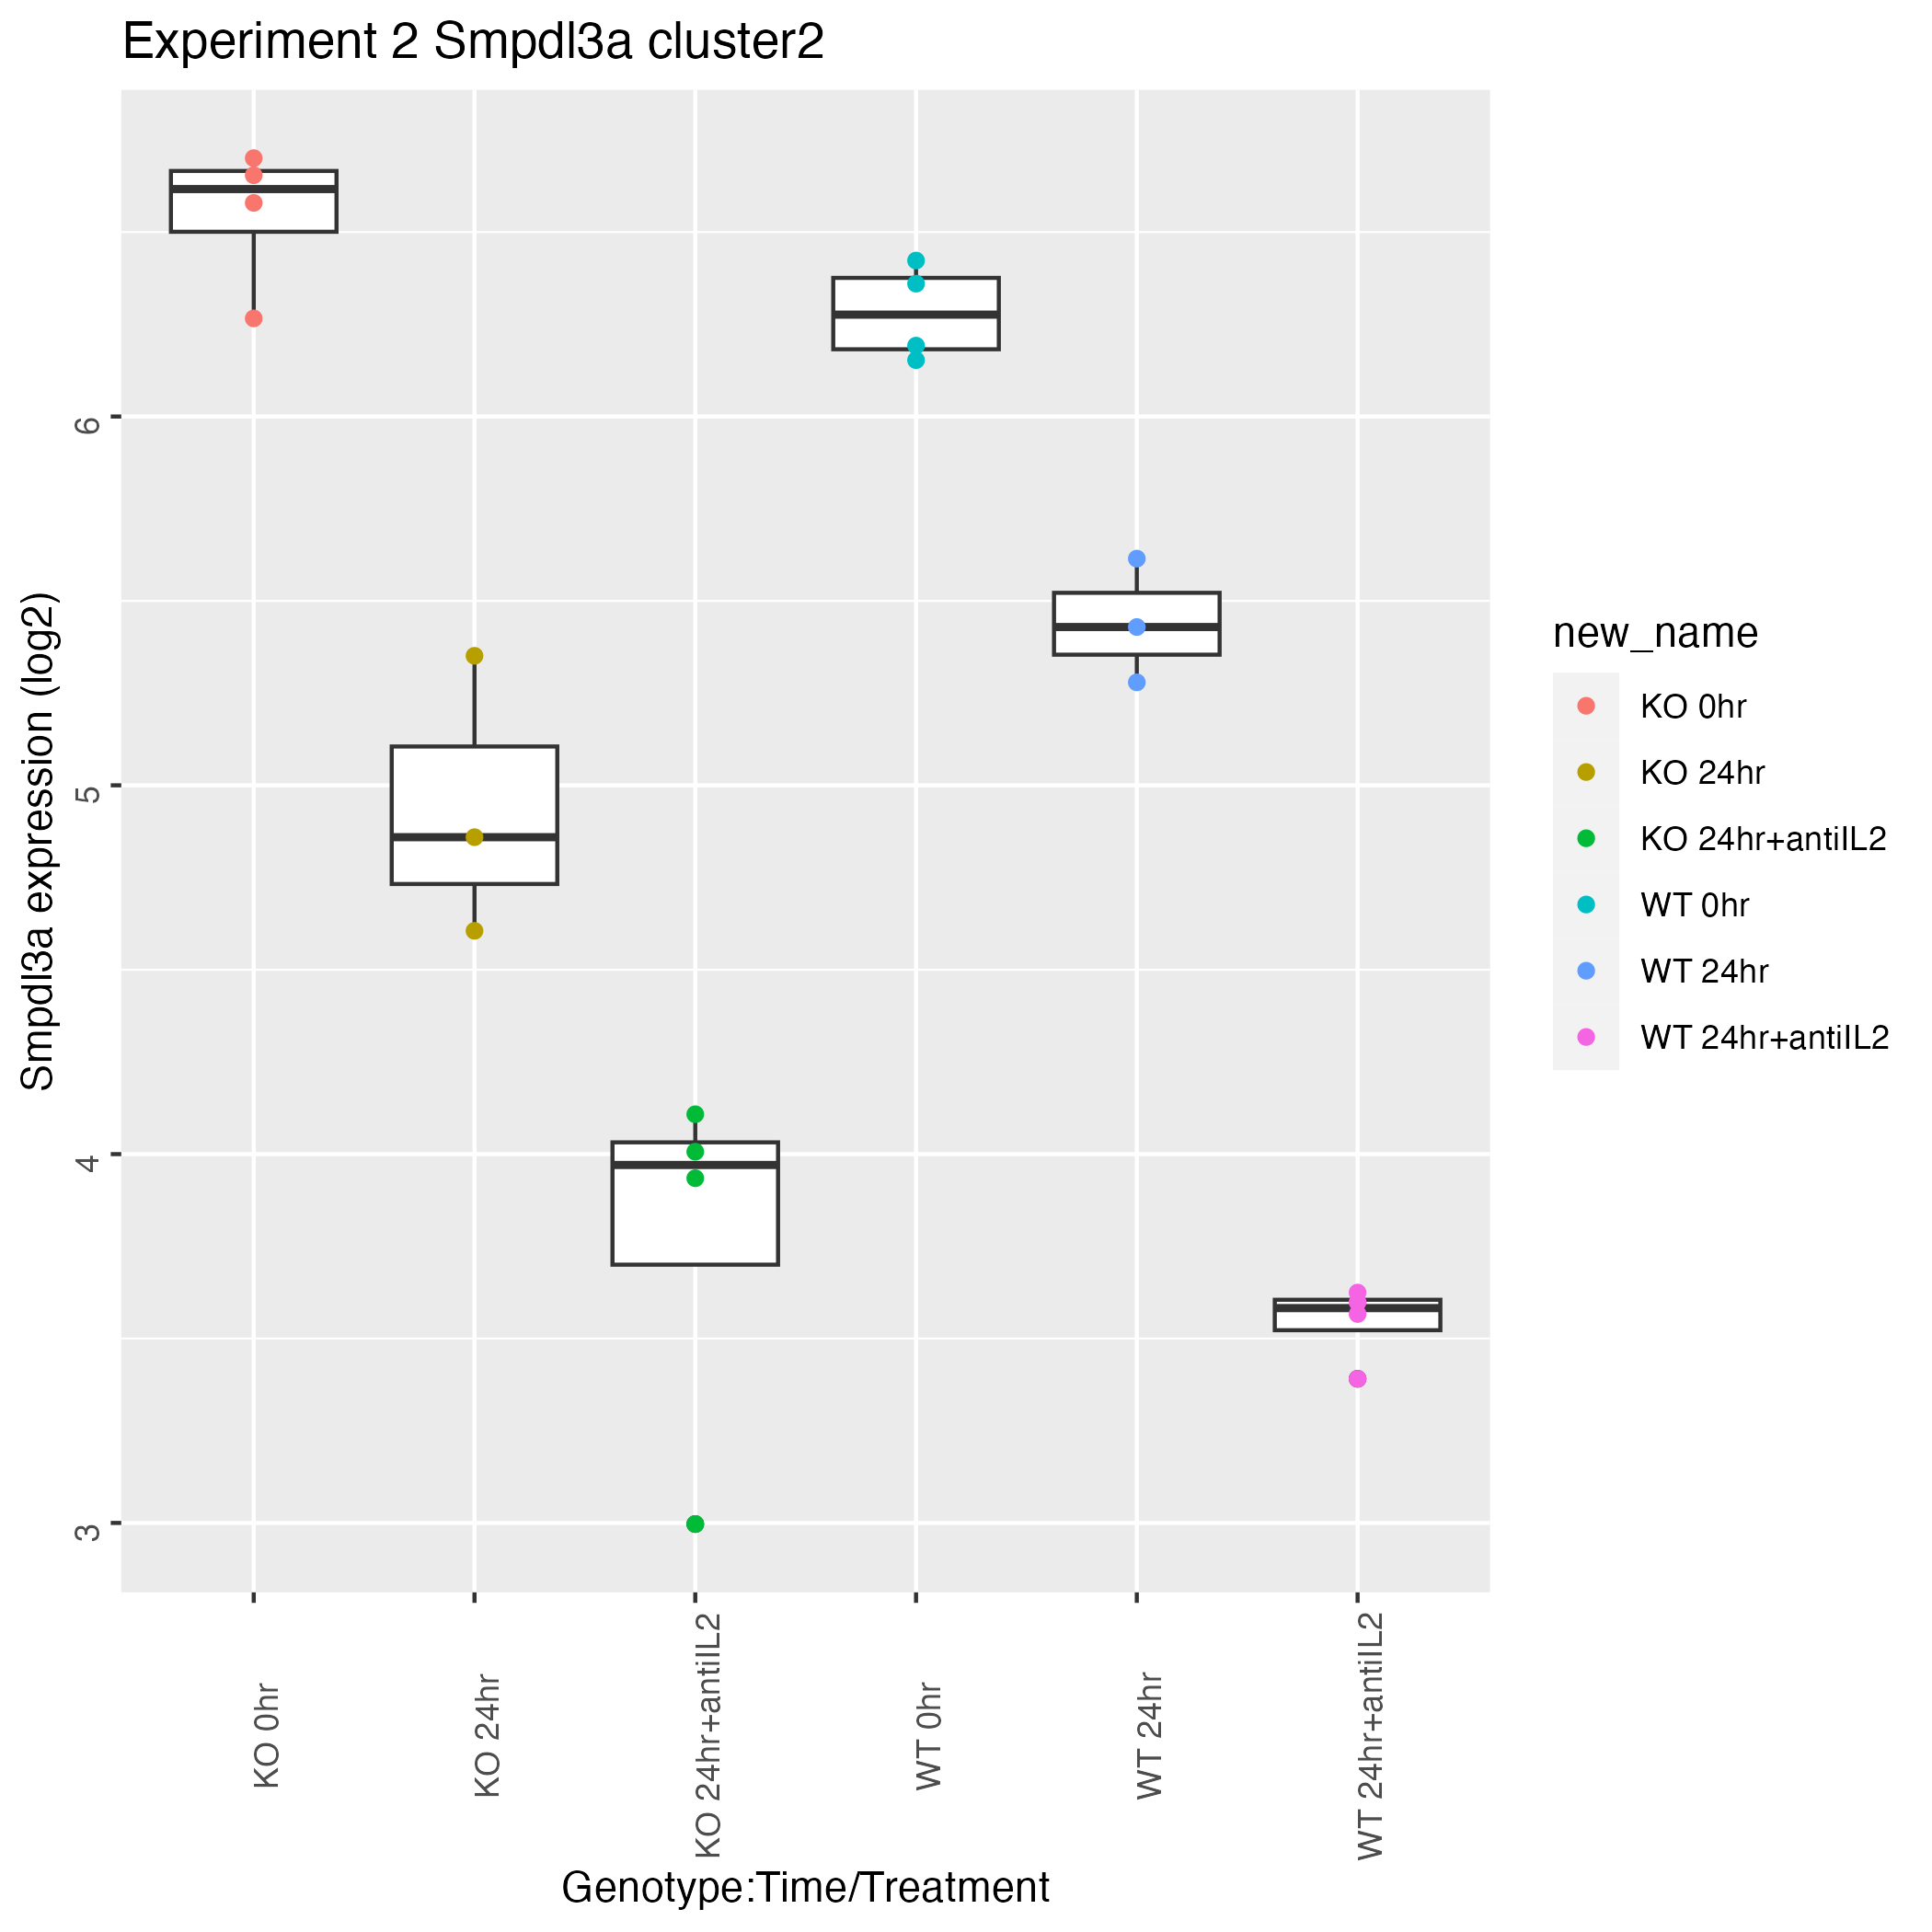 Experiment 2 Smpdl3a cluster2
Smpdl3a expression (log2)
6
5
4
3
KO 0hr
KO 24hr
KO 24hr+antiIL2
WT 0hr
WT 24hr
WT 24hr+antiIL2
Genotype:Time/Treatment
new_name
KO 0hr
KO 24hr
KO 24hr+antiIL2
WT 0hr
WT 24hr
WT 24hr+antiIL2